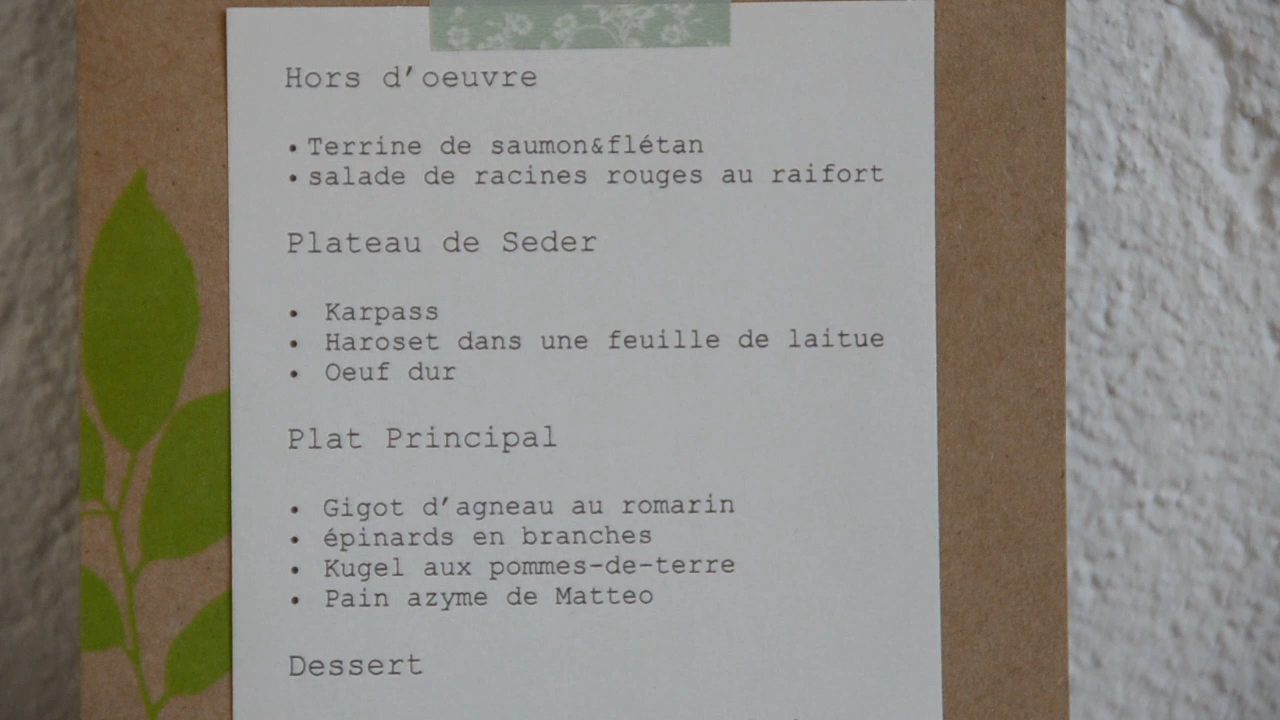 Hors d'oeuvre
• Terrine de saumon&flétan
• salade de racines rouges au raifort
Plateau de Seder
• Karpass
• Haroset dans une feuille de laitue
• Oeuf dur
Plat Principal
• Gigot d'agneau au romarin
• épinards en branches
• Kugel aux pommes-de-terre
• Pain azyme de Matteo
Dessert